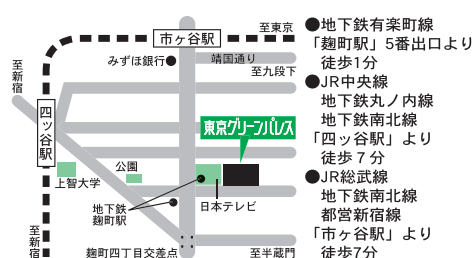 至東京
市ヶ谷駅
みずほ銀行
靖国通り
至九段下
至新宿
四ッ谷駅
東京グリーンパレス
公園
上智大学
地下鉄
麹町駅
日本テレビ
至新宿
麹町四丁目交差点
至半蔵門
●地下鉄有楽町線
「麹町駅」5番出口より
徒歩1分
●JR中央線
地下鉄丸ノ内線
地下鉄南北線
「四ッ谷駅」より
徒歩7分
●JR総武線
地下鉄南北線
都営新宿線
「市ヶ谷駅」より
徒歩7分